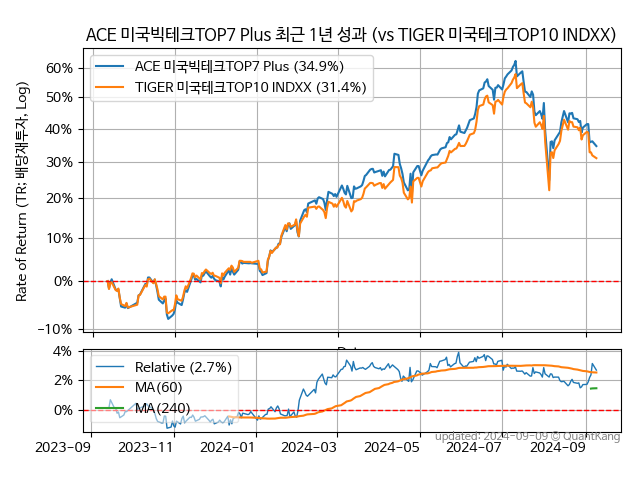 ACE 미국빅테크TOP7 Plus 최근 1년 성과 (vs TIGER 미국테크TOP10 INDXX)
Rate of Return (TR: 배당재투자, Log)
60%
50%
40%
30%
20%
10%
0%
−10%
ACE 미국빅테크TOP7 Plus (34.9%)
TIGER 미국테크TOP10 INDXX (31.4%)
4%
2%
0%
Relative (2.7%)
MA(60)
MA(240)
updated: 2024-09-09 © QuantKang
2023-09 2023-11 2024-01 2024-03 2024-05 2024-07 2024-09